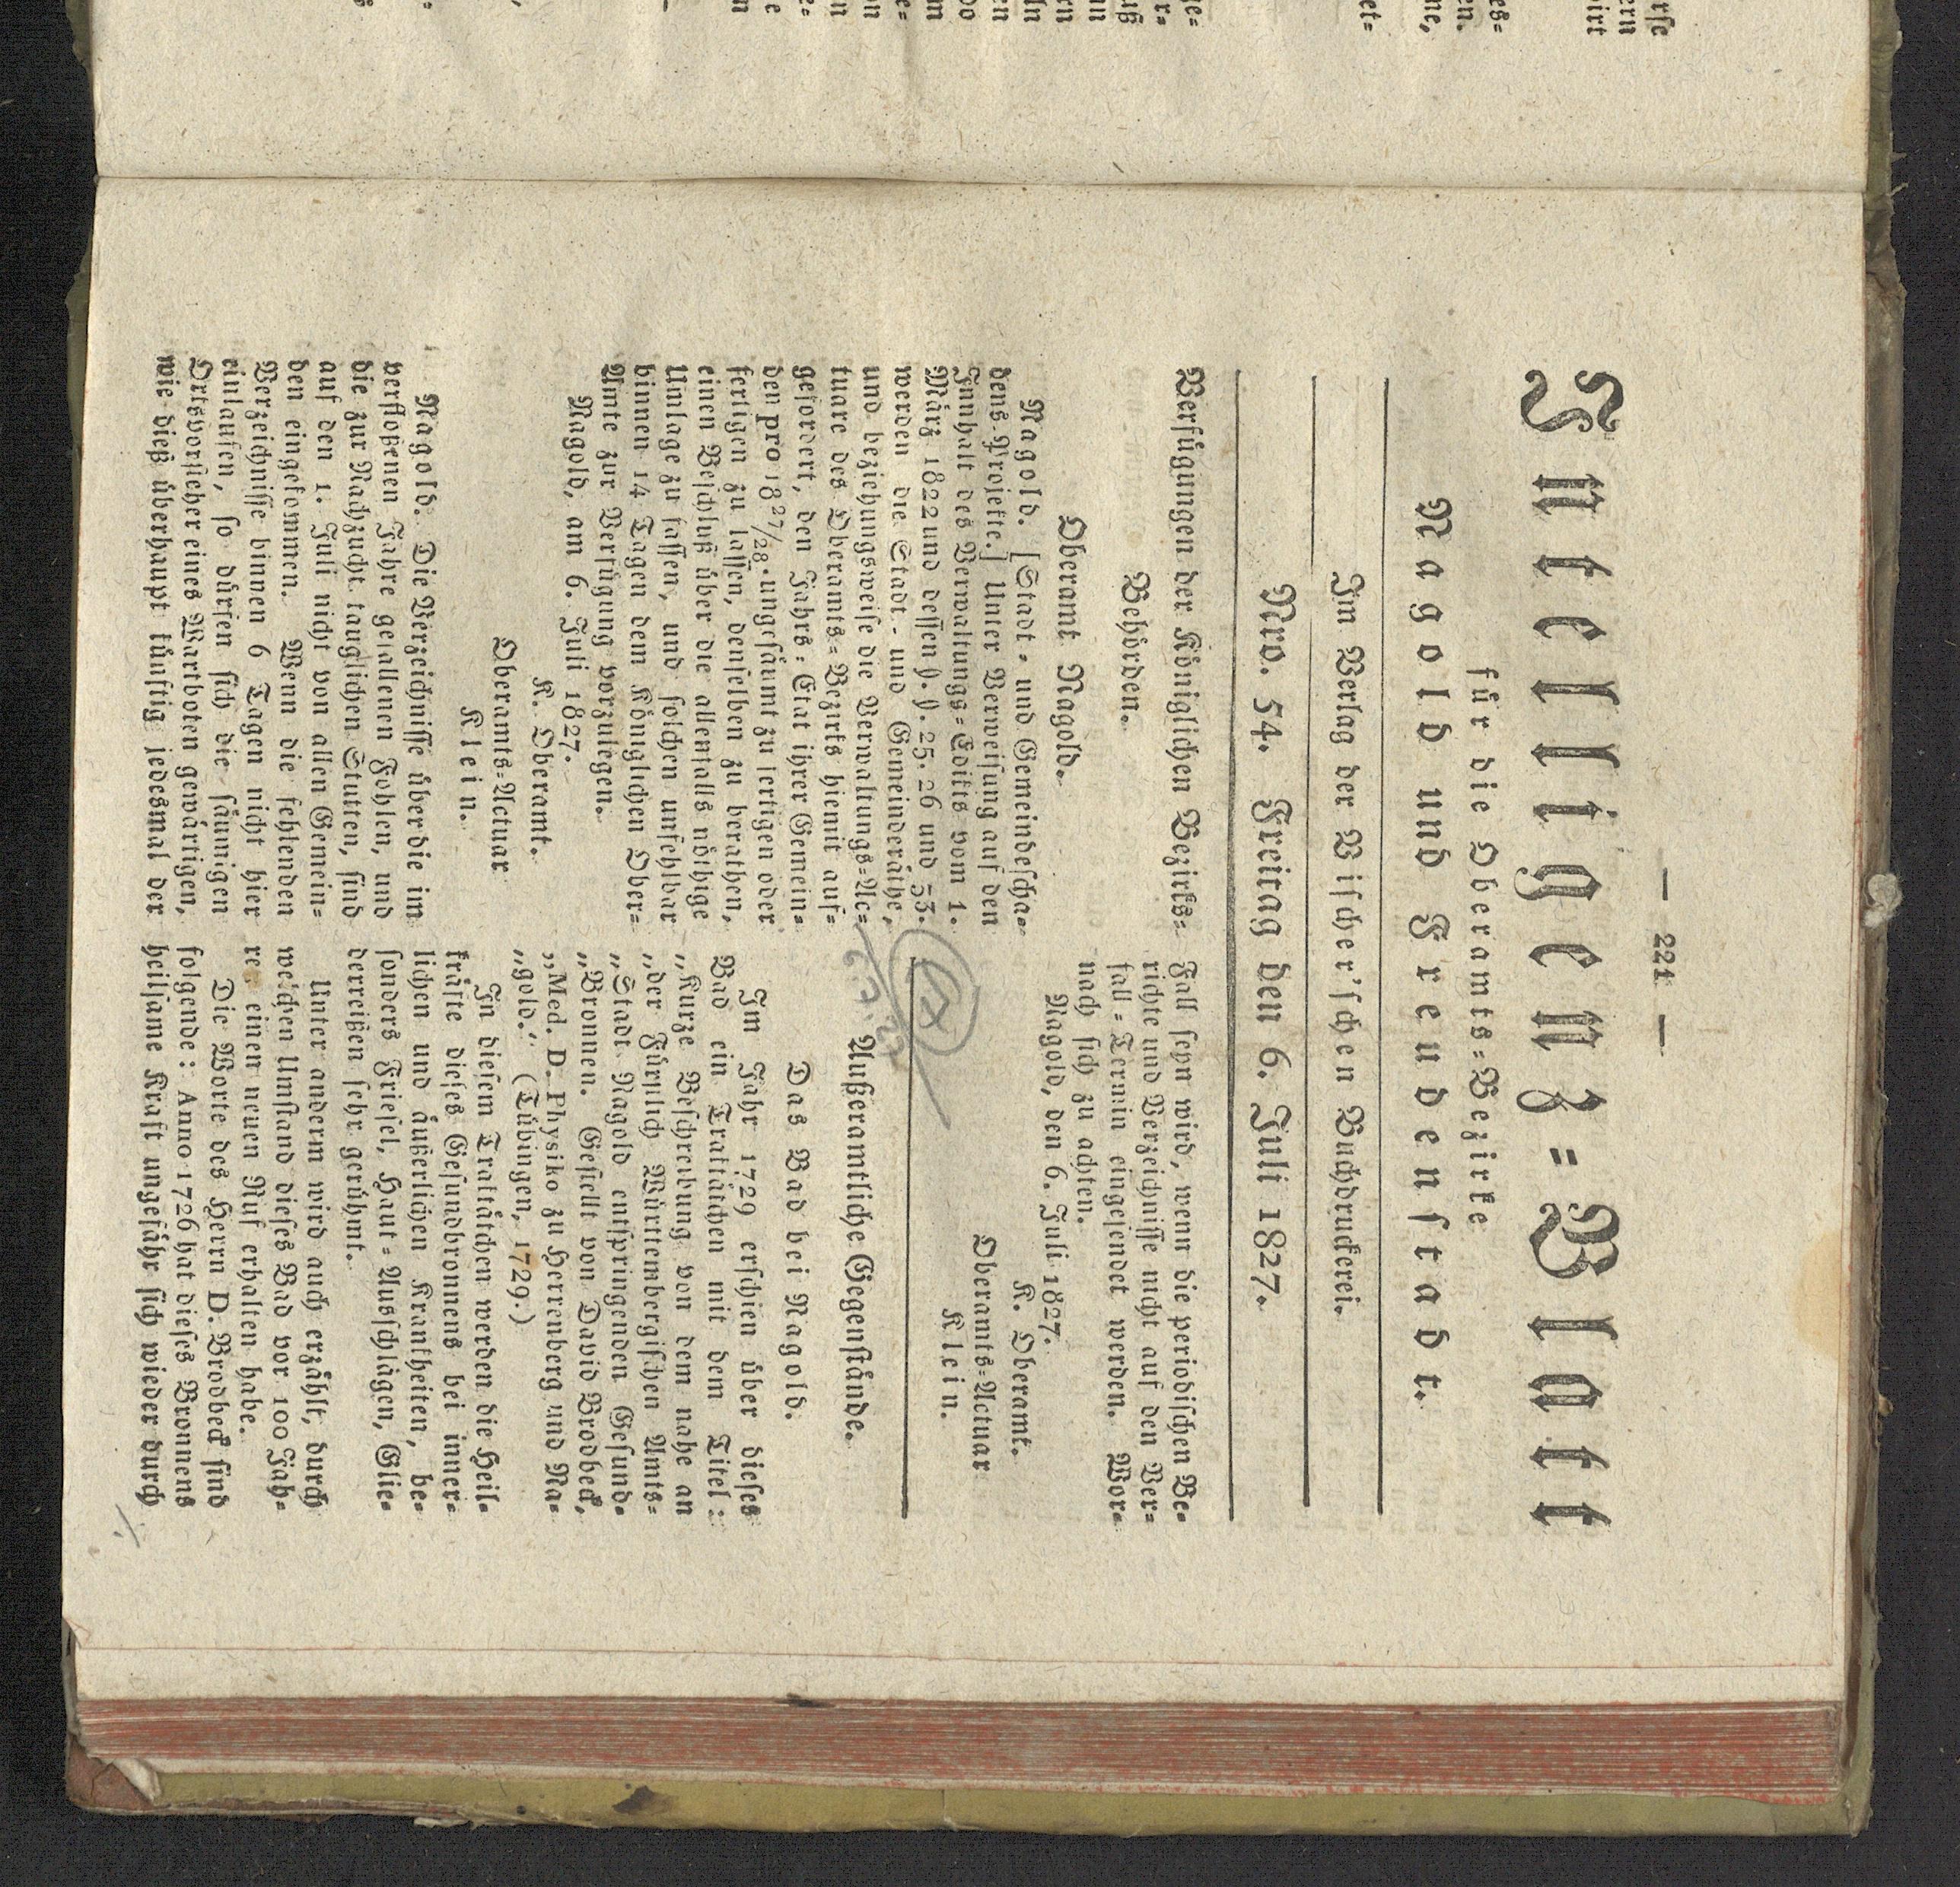 — 221 —
Intelligenz=Blatt
für die Oberamts=Bezirke
Nagold und Freudenstadt.
Im Verlag der Vischer'schen Buchdruckerei.
Nro. 54. Freitag den 6. Juli 1827.
Verfügungen der Königlichen Bezirks=
Behörden.
Oberamt Nagold.
Nagold. [Stadt= und Gemeindescha=
dens=Projekte.] Unter Verweisung auf den
Innhalt des Verwaltungs=Edikts vom 1.
März 1822 und dessen §. §. 25. 26 und 33.
werden die Stadt= und Gemeinderäthe,
und beziehungsweise die Verwaltungs=Ac=
tuare des Oberamts=Bezirks hiemit auf=
gefordert, den Jahrs=Etat ihrer Gemein=
den pro 18 27/28. ungesäumt zu fertigen oder
fertigen zu lassen, denselben zu berathen,
einen Beschluß über die allenfalls nöthige
Umlage zu fassen, und solchen unfehlbar
binnen 14 Tagen dem Königlichen Ober=
Amte zur Verfügung vorzulegen.
Nagold, am 6. Juli 1827.
K. Oberamt.
Oberamts=Actuar
Klein.
Nagold. Die Verzeichnisse über die im
verfloßenen Jahre gefallenen Fohlen, und
die zur Nachzucht tauglichen Stutten, sind
auf den 1. Juli nicht von allen Gemein=
den eingekommen. Wenn die fehlenden
Verzeichnisse binnen 6 Tagen nicht hier
einlaufen, so dürfen sich die säumigen
Ortsvorsteher eines Wartboten gewärtigen,
wie dieß überhaupt künftig jedesmal der
Fall seyn wird, wenn die periodischen Be=
richte und Verzeichnisse nicht auf den Ver=
fall=Termin eingesendet werden. Wor=
nach sich zu achten.
Nagold, den 6. Juli 1827.
K. Oberamt.
Oberamts=Actuar
Klein.
Außeramtliche Gegenstände.
Das Bad bei Nagold.
Im Jahr 1729 erschien über dieses
Bad ein Traktätchen mit dem Titel:
„Kurze Beschreibung von dem nahe an
„der Fürstlich Württembergischen Amts=
„Stadt Nagold entspringenden Gesund=
„Bronnen. Gestellt von David Brodbeck,
„Med. D. Physiko zu Herrenberg und Na=
„gold.“ (Tübingen, 1729.)
In diesem Traktätchen werden die Heil=
kräfte dieses Gesundbronnens bei inner=
lichen und äußerlichen Krankheiten, be=
sonders Friesel, Haut=Ausschlägen, Glie=
derreißen sehr gerühmt.
Unter anderm wird auch erzählt, durch
welchen Umstand dieses Bad vor 100 Jah=
re einen neuen Ruf erhalten habe.
Die Worte des Herrn D. Brodbeck sind
folgende: Anno 1726 hat dieses Bronnens
heilsame Kraft ungefähr sich wieder durch